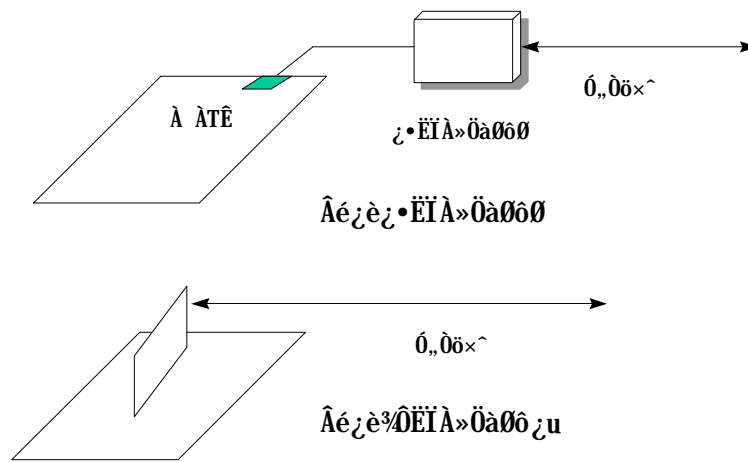 À ÀTÊ
Ó„Òö×ˆ
¿•ËÏÀ»ÖàØôØ
Âé¿è¿•ËÏÀ»ÖàØôØ
Ó„Òö×ˆ
Âé¿è¾ÔËÏÀ»ÖàØô¿u